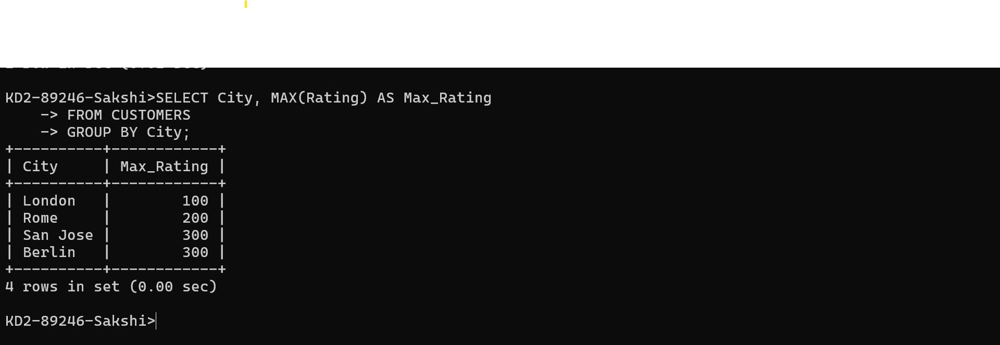 KD2-89246-Sakshi>SELECT City, MAX(Rating) AS Max_Rating
    -> FROM CUSTOMERS
    -> GROUP BY City;
+----------+------------+
| City     | Max_Rating |
+----------+------------+
| London   |        100 |
| Rome     |        200 |
| San Jose |        300 |
| Berlin   |        300 |
+----------+------------+
4 rows in set (0.00 sec)
KD2-89246-Sakshi>